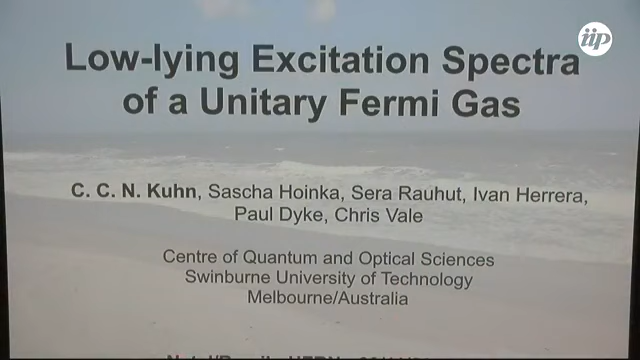 iip
Low-lying Excitation Spectra
of a Unitary Fermi Gas
C. C. N. Kuhn, Sascha Hoinka, Sera Rauhut, Ivan Herrera,
Paul Dyke, Chris Vale
Centre of Quantum and Optical Sciences
Swinburne University of Technology
Melbourne/Australia